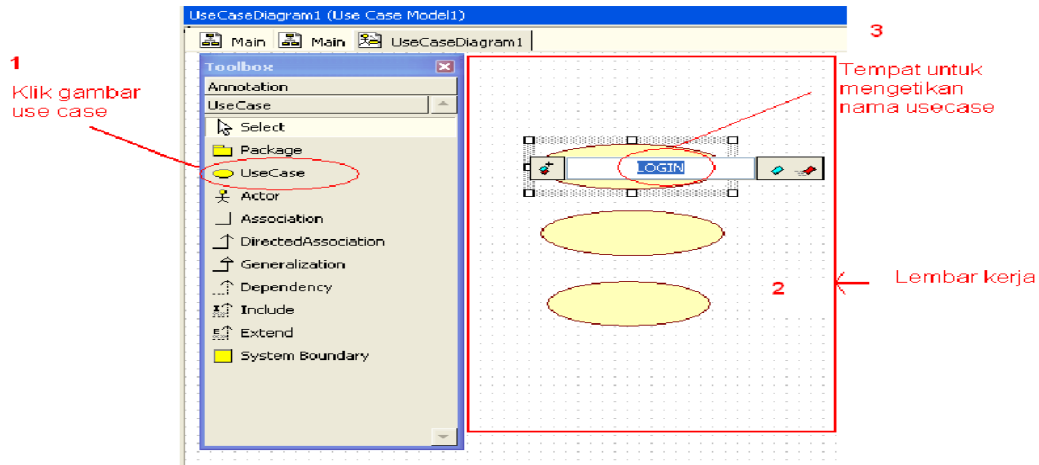 UseCaseDiagram1 (Use Case Model1)
Main Main UseCaseDiagram1
1
Klik gambar
use case
Toolbox
Annotation
UseCase
Select
Package
UseCase
Actor
Association
DirectedAssociation
Generalization
Dependency
Include
Extend
System Boundary
LOGIN
3
Tempat untuk
mengetikan
nama usecase
2
Lembar kerja